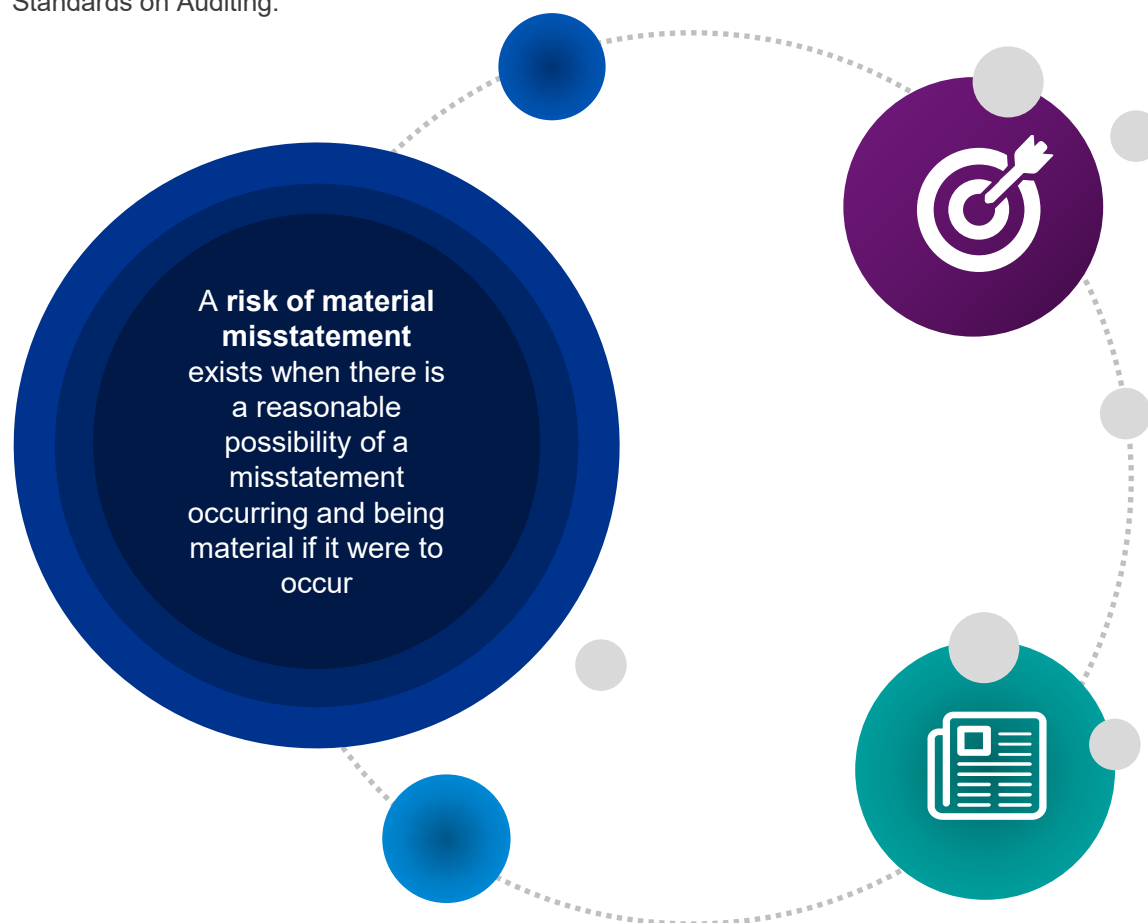 Standards on Auditing.
A risk of material
misstatement
exists when there is
a reasonable
possibility of a
misstatement
occurring and being
material if it were to
occur